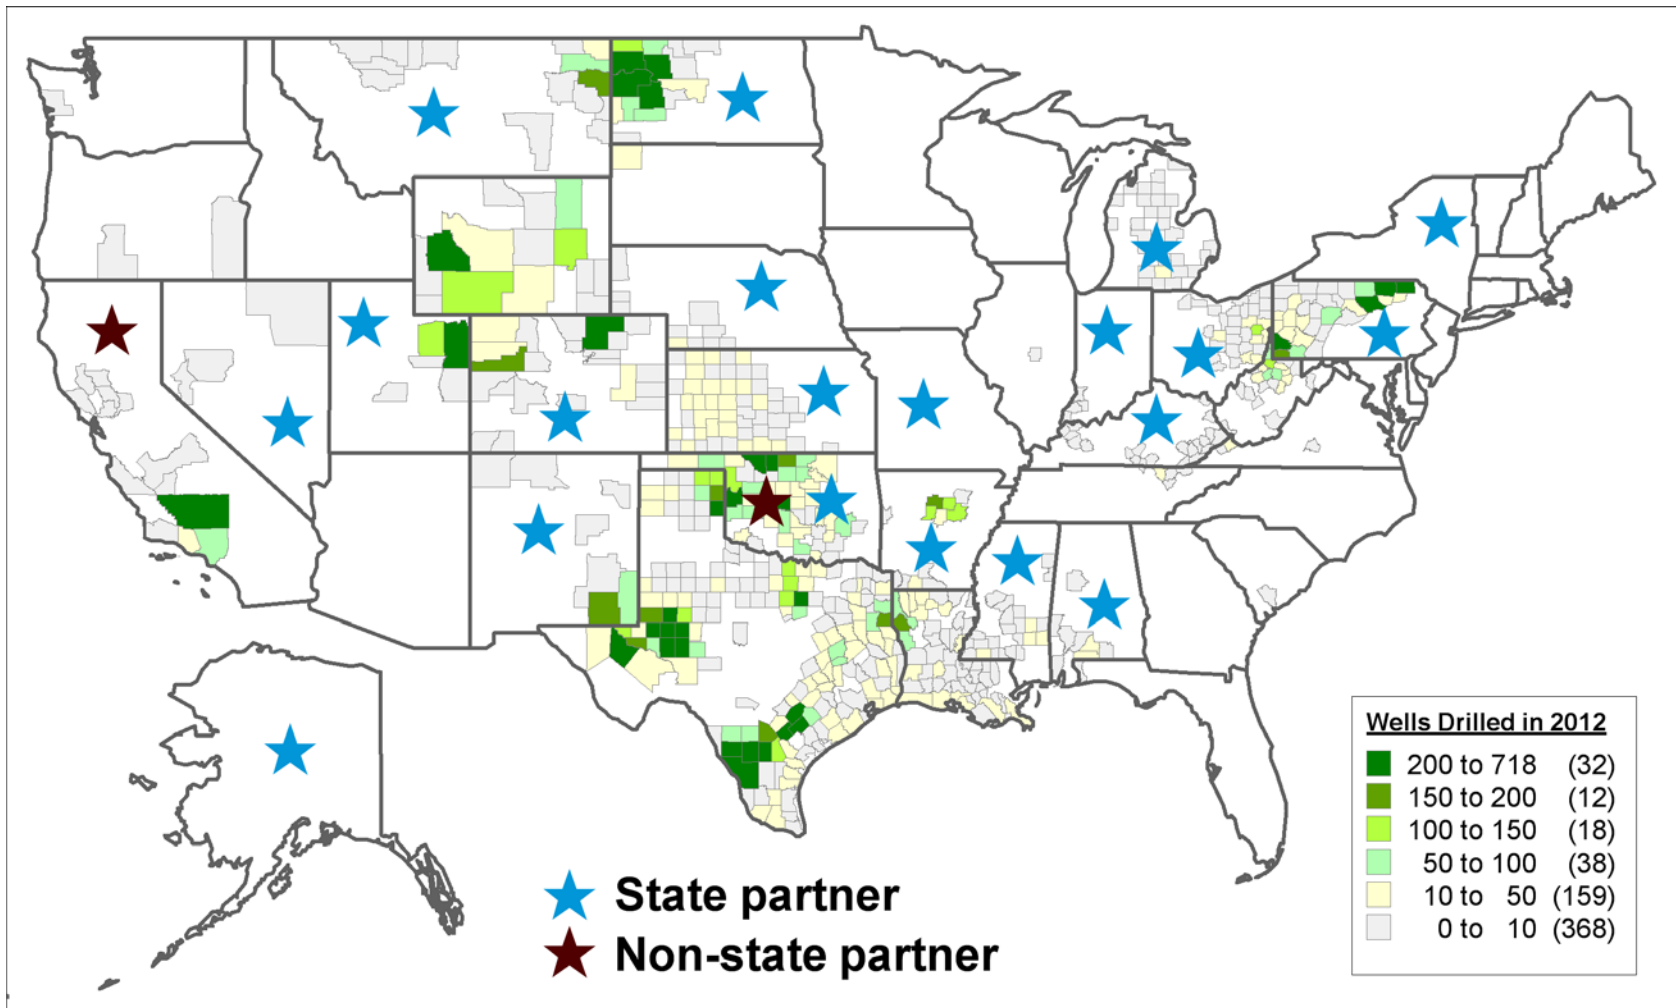 Wells Drilled in 2012
200 to 718 (32)
150 to 200 (12)
100 to 150 (18)
50 to 100 (38)
10 to 50 (159)
0 to 10 (368)
State partner
Non-state partner